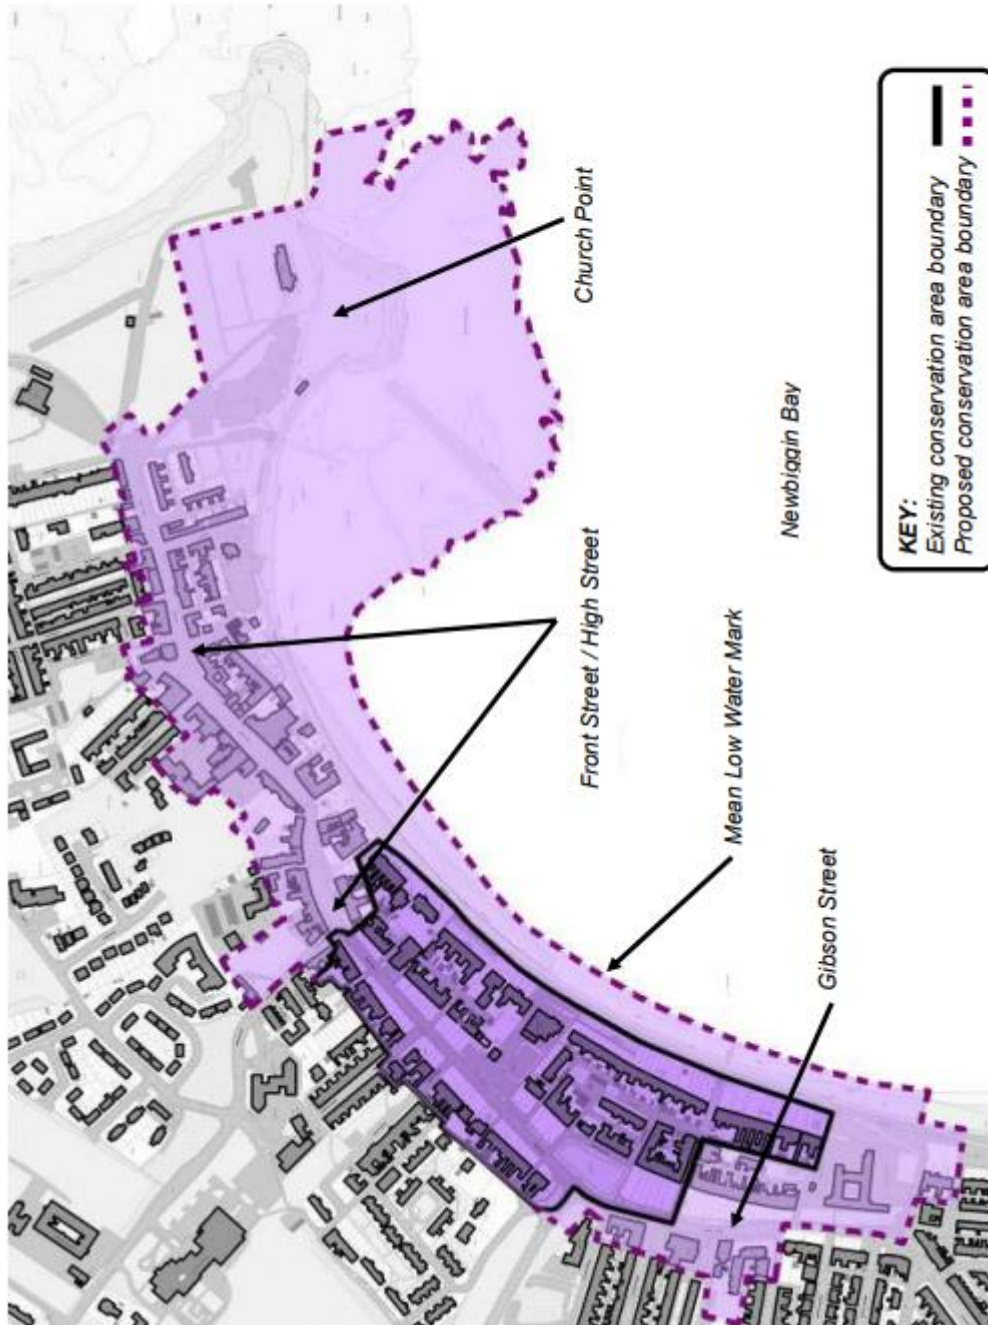 Church Point
Newbiggin Bay
Front Street / High Street
Mean Low Water Mark
Gibson Street
KEY:
Existing conservation area boundary
Proposed conservation area boundary